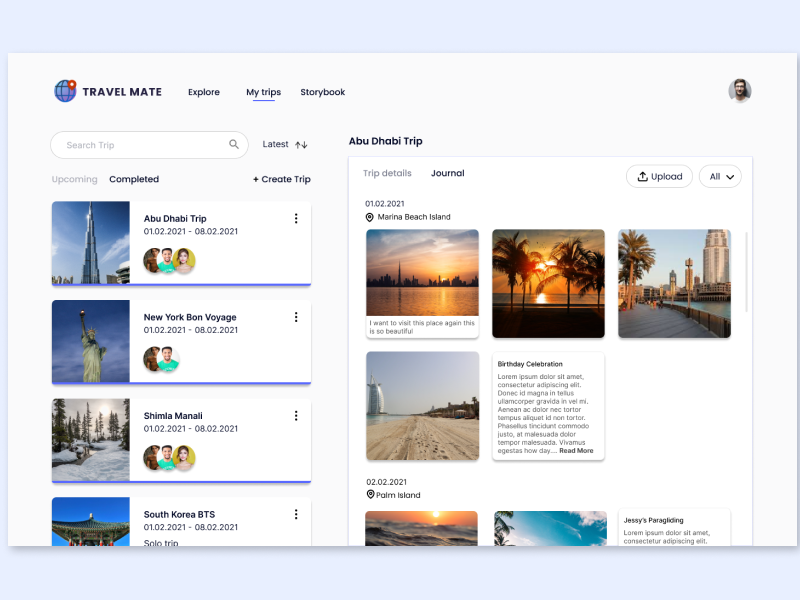 TRAVEL MATE
Explore
My trips
Storybook
Search Trip
Latest
Upcoming
Completed
+ Create Trip
Abu Dhabi Trip
01.02.2021 - 08.02.2021
New York Bon Voyage
01.02.2021 - 08.02.2021
Shimla Manali
01.02.2021 - 08.02.2021
South Korea BTS
01.02.2021 - 08.02.2021
Solo trip
Abu Dhabi Trip
Trip details
Journal
Upload
All
01.02.2021
Marina Beach Island
I want to visit this place again this
is so beautiful
Birthday Celebration
Lorem ipsum dolor sit amet,
consectetur adipiscing elit.
Donec id magna in tellus
ullamcorper gravida in vel mi.
Aenean ac dolor nec tortor
tempus aliquet id non tortor.
Phasellus tincidunt commodo
justo, at malesuada dolor
tempor malesuada. Vivamus
egestas how day.... Read More
02.02.2021
Palm Island
Jessy's Paragliding
Lorem ipsum dolor sit amet,
consectetur adipiscing elit.